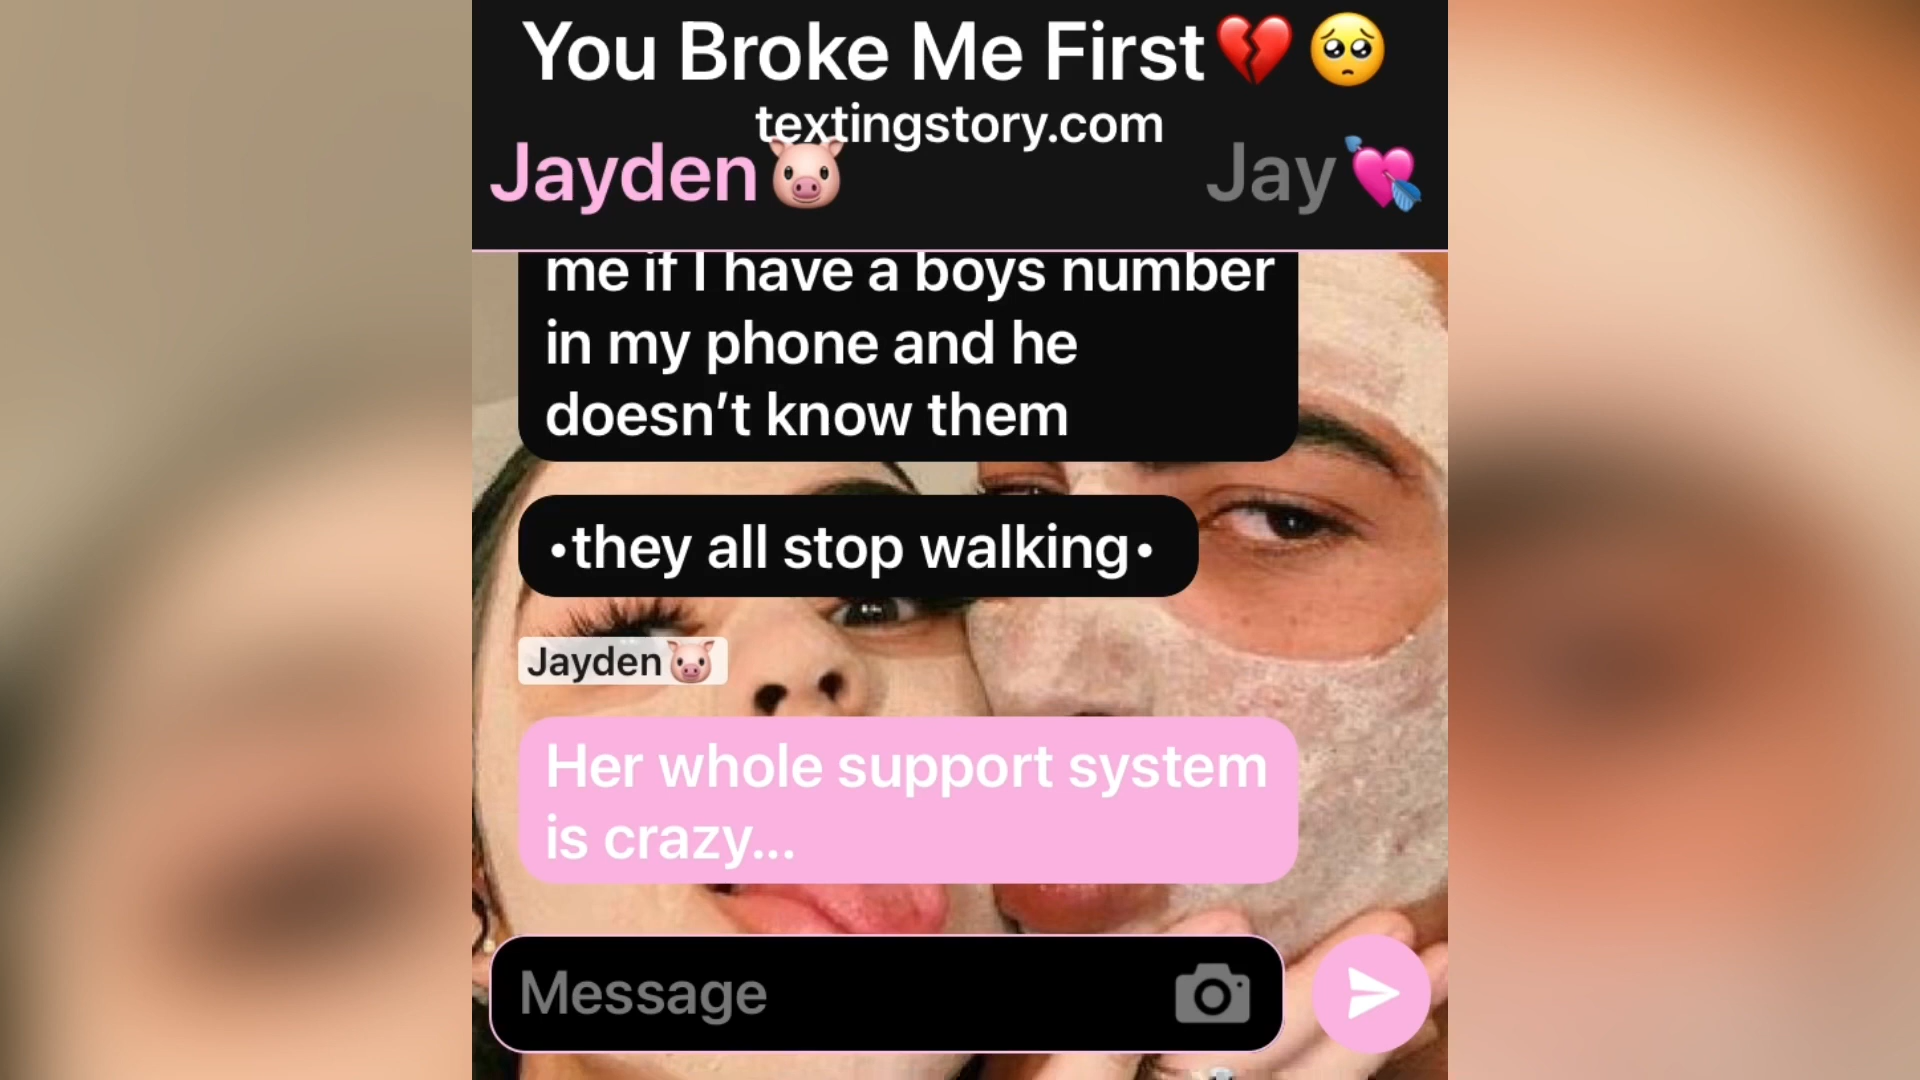 You Broke Me First💔🥺
textingstory.com
Jayden🐷 Jay💘
me if I have a boys number
in my phone and he
doesn’t know them
•they all stop walking•
Jayden🐷
Her whole support system
is crazy...
Message